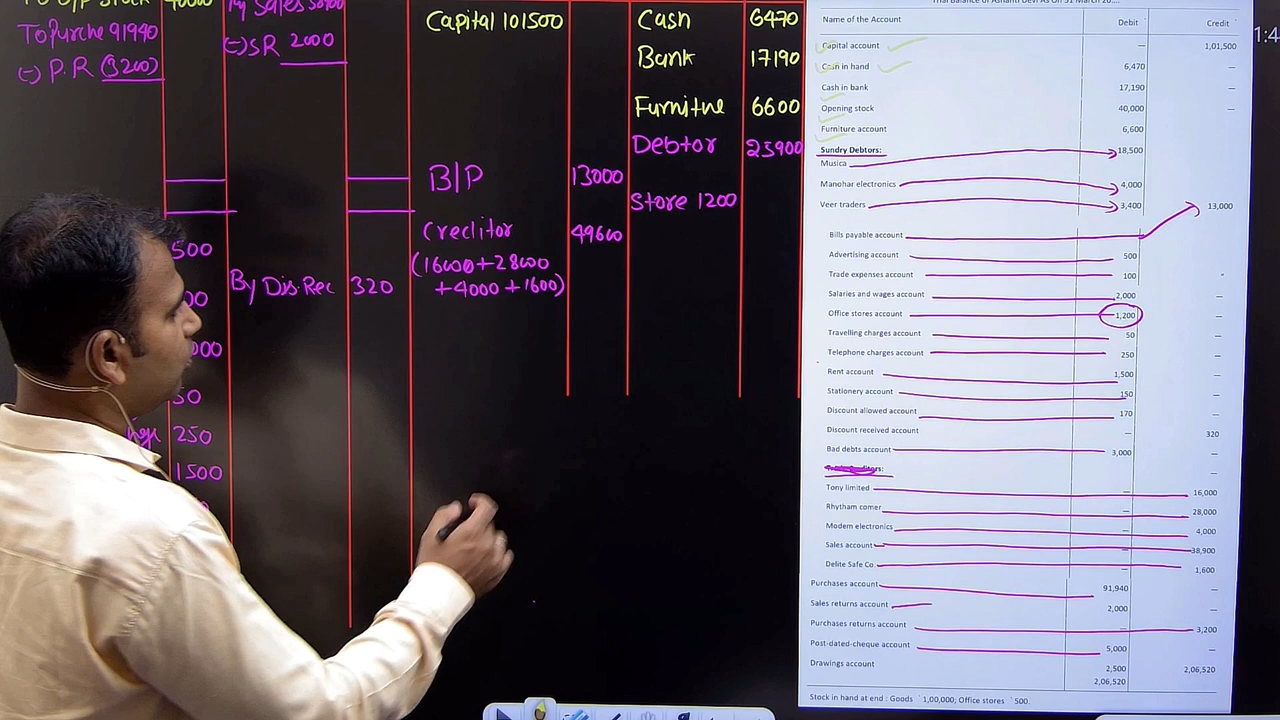 40000
To Purche 91940
(-) P.R (3200)
(-) SR 2000
500
000
50
250
1500
By Dis. Rec 320
Capital 101500
B/P 13000
Creditor 49600
(16000+28000
+4000+1600)
Cash 6470
Bank 17190
Furnitue 6600
Debtor 25900
Store 1200
Name of the Account Debit ` Credit `
Capital account — 1,01,500
Cash in hand 6,470 —
Cash in bank 17,190 —
Opening stock 40,000 —
Furniture account 6,600 —
Sundry Debtors:
Musica 18,500 —
Manohar electronics 4,000 —
Veer traders 3,400 —
Bills payable account 13,000
Advertising account 500
Trade expenses account 100
Salaries and wages account 2,000 —
Office stores account 1,200 —
Travelling charges account 50 —
Telephone charges account 250 —
Rent account 1,500 —
Stationery account 150 —
Discount allowed account 170 —
Discount received account — 320
Bad debts account 3,000 —
Tony limited — 16,000
Rhytham corner — 28,000
Modem electronics — 4,000
Sales account — 38,900
Delite Safe Co. — 1,600
Purchases account 91,940 —
Sales returns account 2,000 —
Purchases returns account — 3,200
Post-dated-cheque account 5,000 —
Drawings account 2,500 2,06,520
2,06,520
Stock in hand at end : Goods ` 1,00,000; Office stores ` 500.
1:4